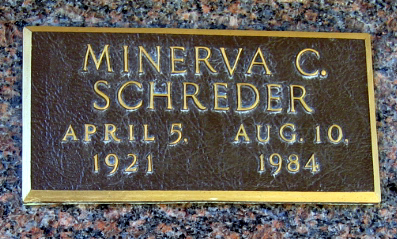 MINERVA C.
SCHREDER
APRIL 5, AUG. 10,
1921 1984